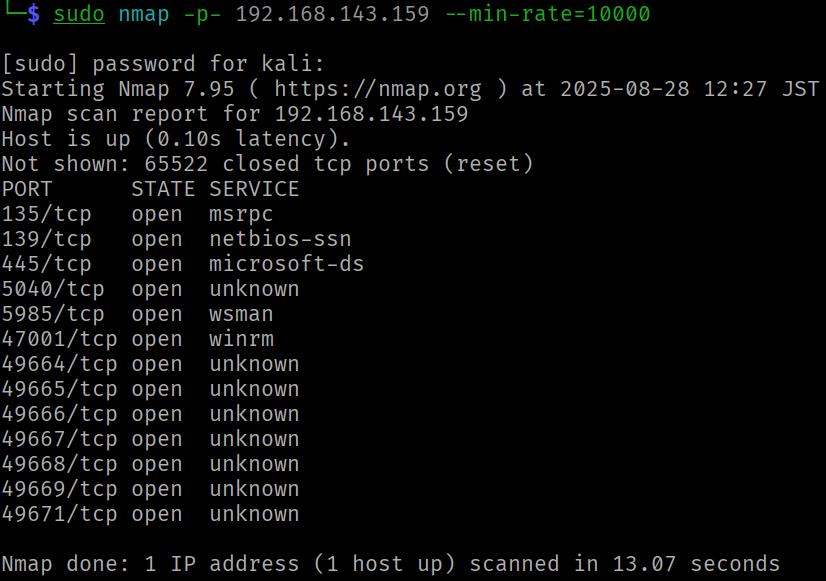 └─$ sudo nmap -p- 192.168.143.159 --min-rate=10000
[sudo] password for kali:
Starting Nmap 7.95 ( https://nmap.org ) at 2025-08-28 12:27 JST
Nmap scan report for 192.168.143.159
Host is up (0.10s latency).
Not shown: 65522 closed tcp ports (reset)
PORT      STATE SERVICE
135/tcp   open  msrpc
139/tcp   open  netbios-ssn
445/tcp   open  microsoft-ds
5040/tcp  open  unknown
5985/tcp  open  wsman
47001/tcp open  winrm
49664/tcp open  unknown
49665/tcp open  unknown
49666/tcp open  unknown
49667/tcp open  unknown
49668/tcp open  unknown
49669/tcp open  unknown
49671/tcp open  unknown
Nmap done: 1 IP address (1 host up) scanned in 13.07 seconds